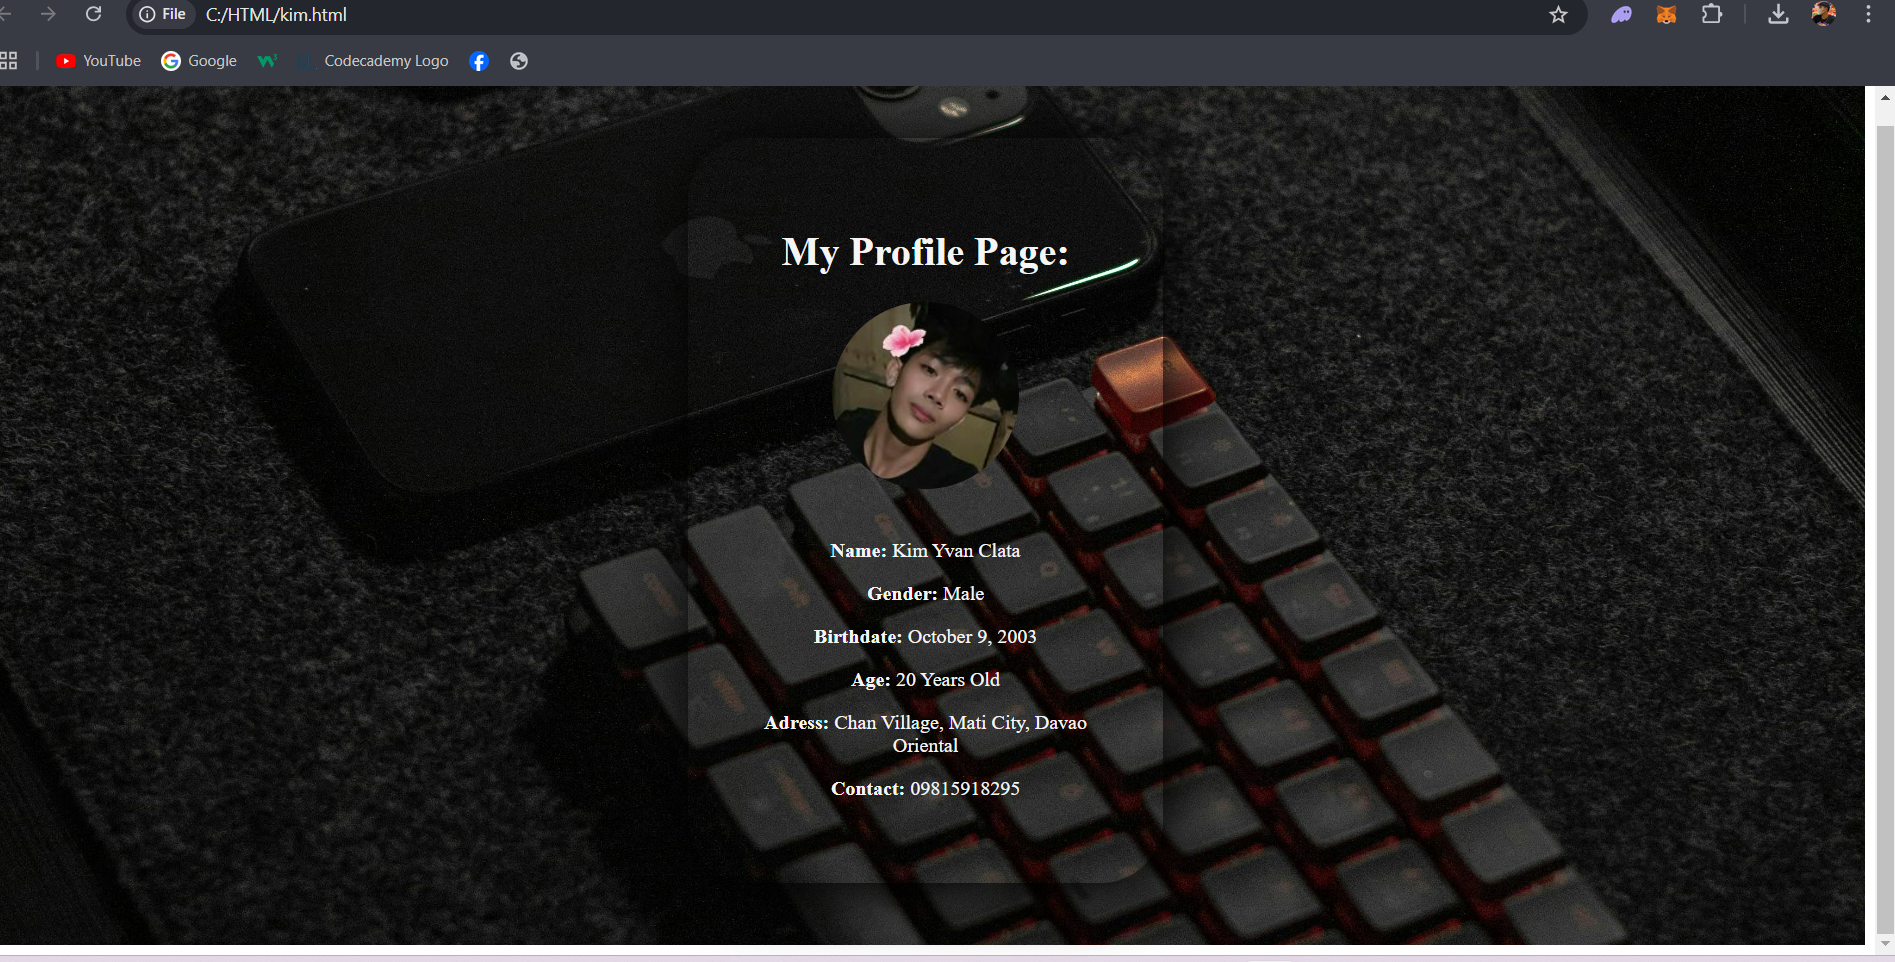 File C:/HTML/kim.html
YouTube Google Codecademy Logo
My Profile Page:
Name: Kim Yvan Clata
Gender: Male
Birthdate: October 9, 2003
Age: 20 Years Old
Adress: Chan Village, Mati City, Davao
Oriental
Contact: 09815918295